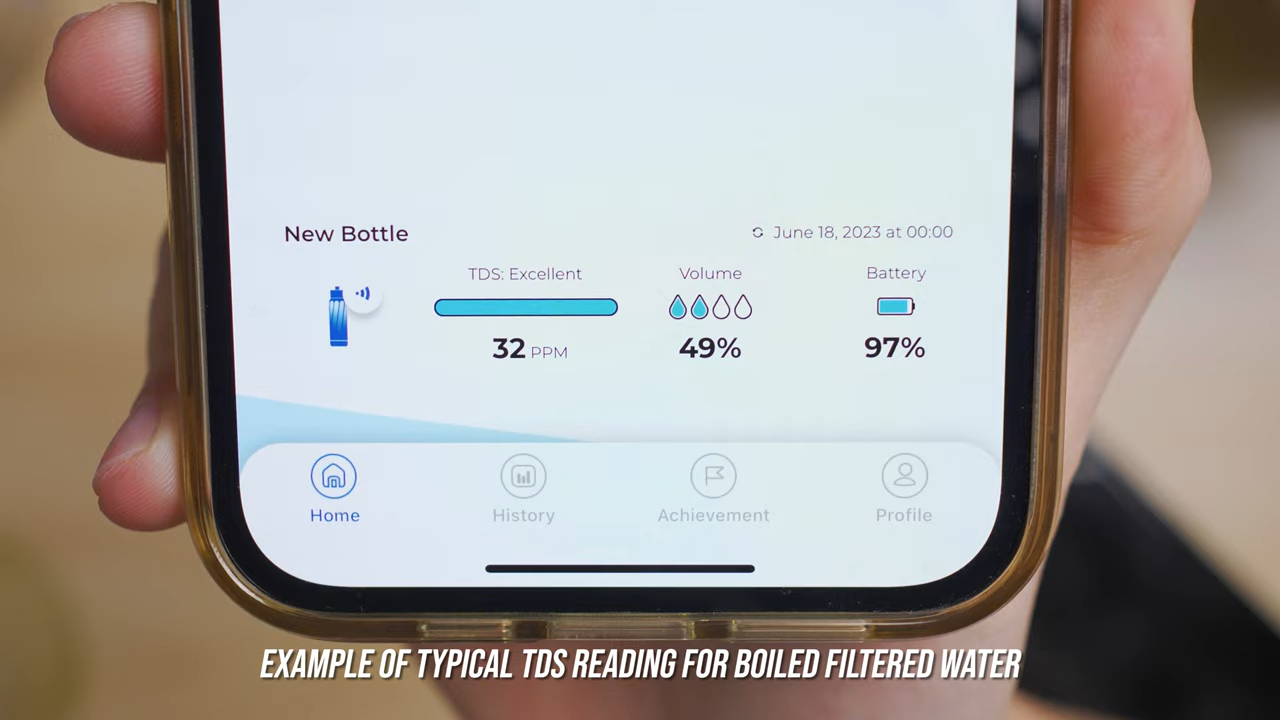 New Bottle
June 18, 2023 at 00:00
TDS: Excellent
Volume
Battery
32 PPM
49%
97%
Home
History
Achievement
Profile
EXAMPLE OF TYPICAL TDS READING FOR BOILED FILTERED WATER